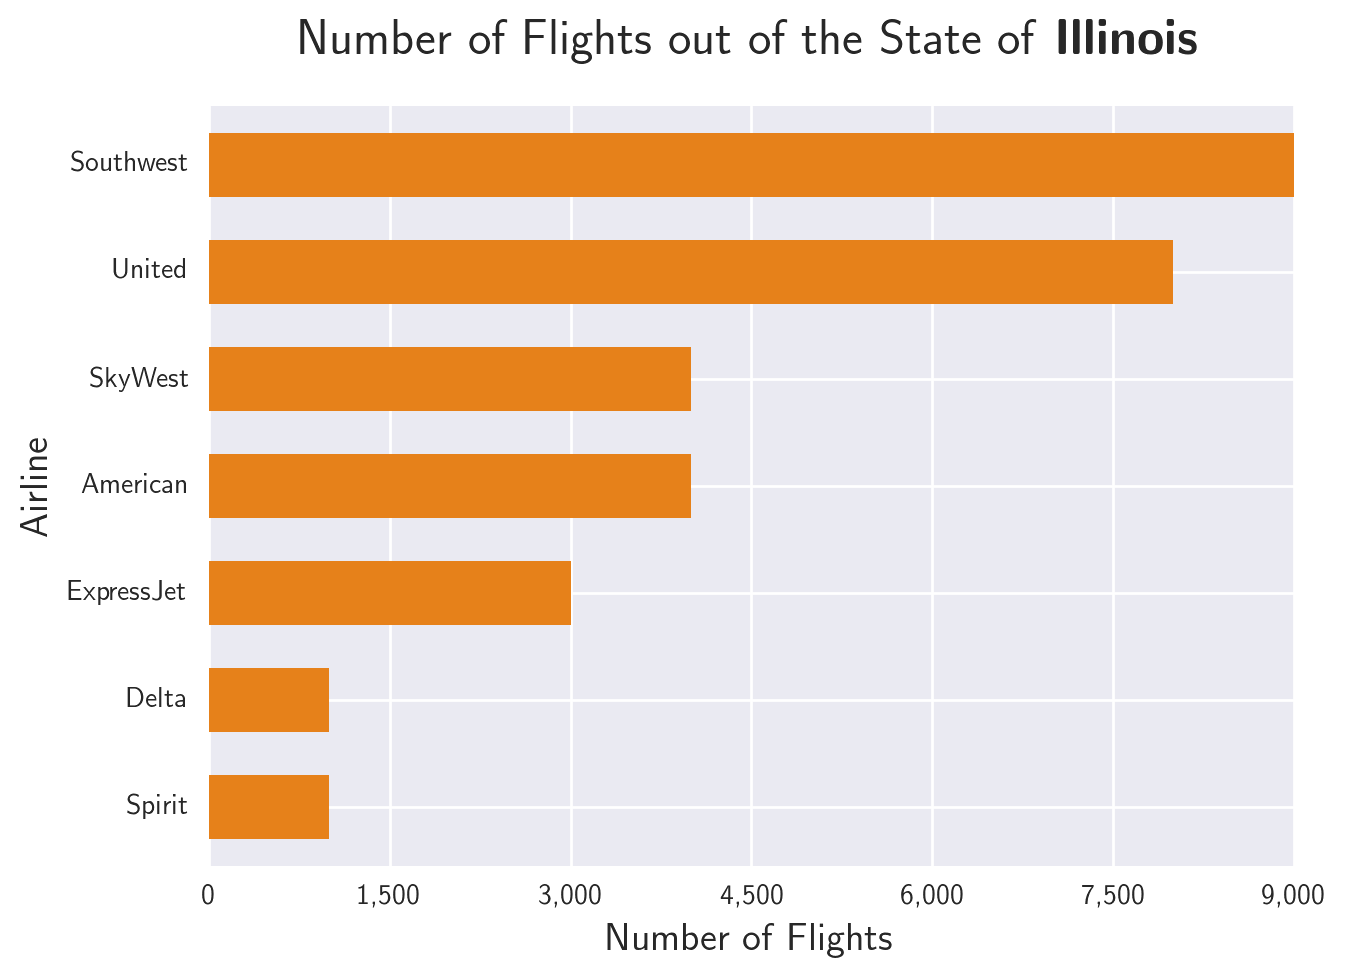 Number of Flights out of the State of Illinois
Southwest
United
SkyWest
American
ExpressJet
Delta
Spirit
Airline
0 1,500 3,000 4,500 6,000 7,500 9,000
Number of Flights